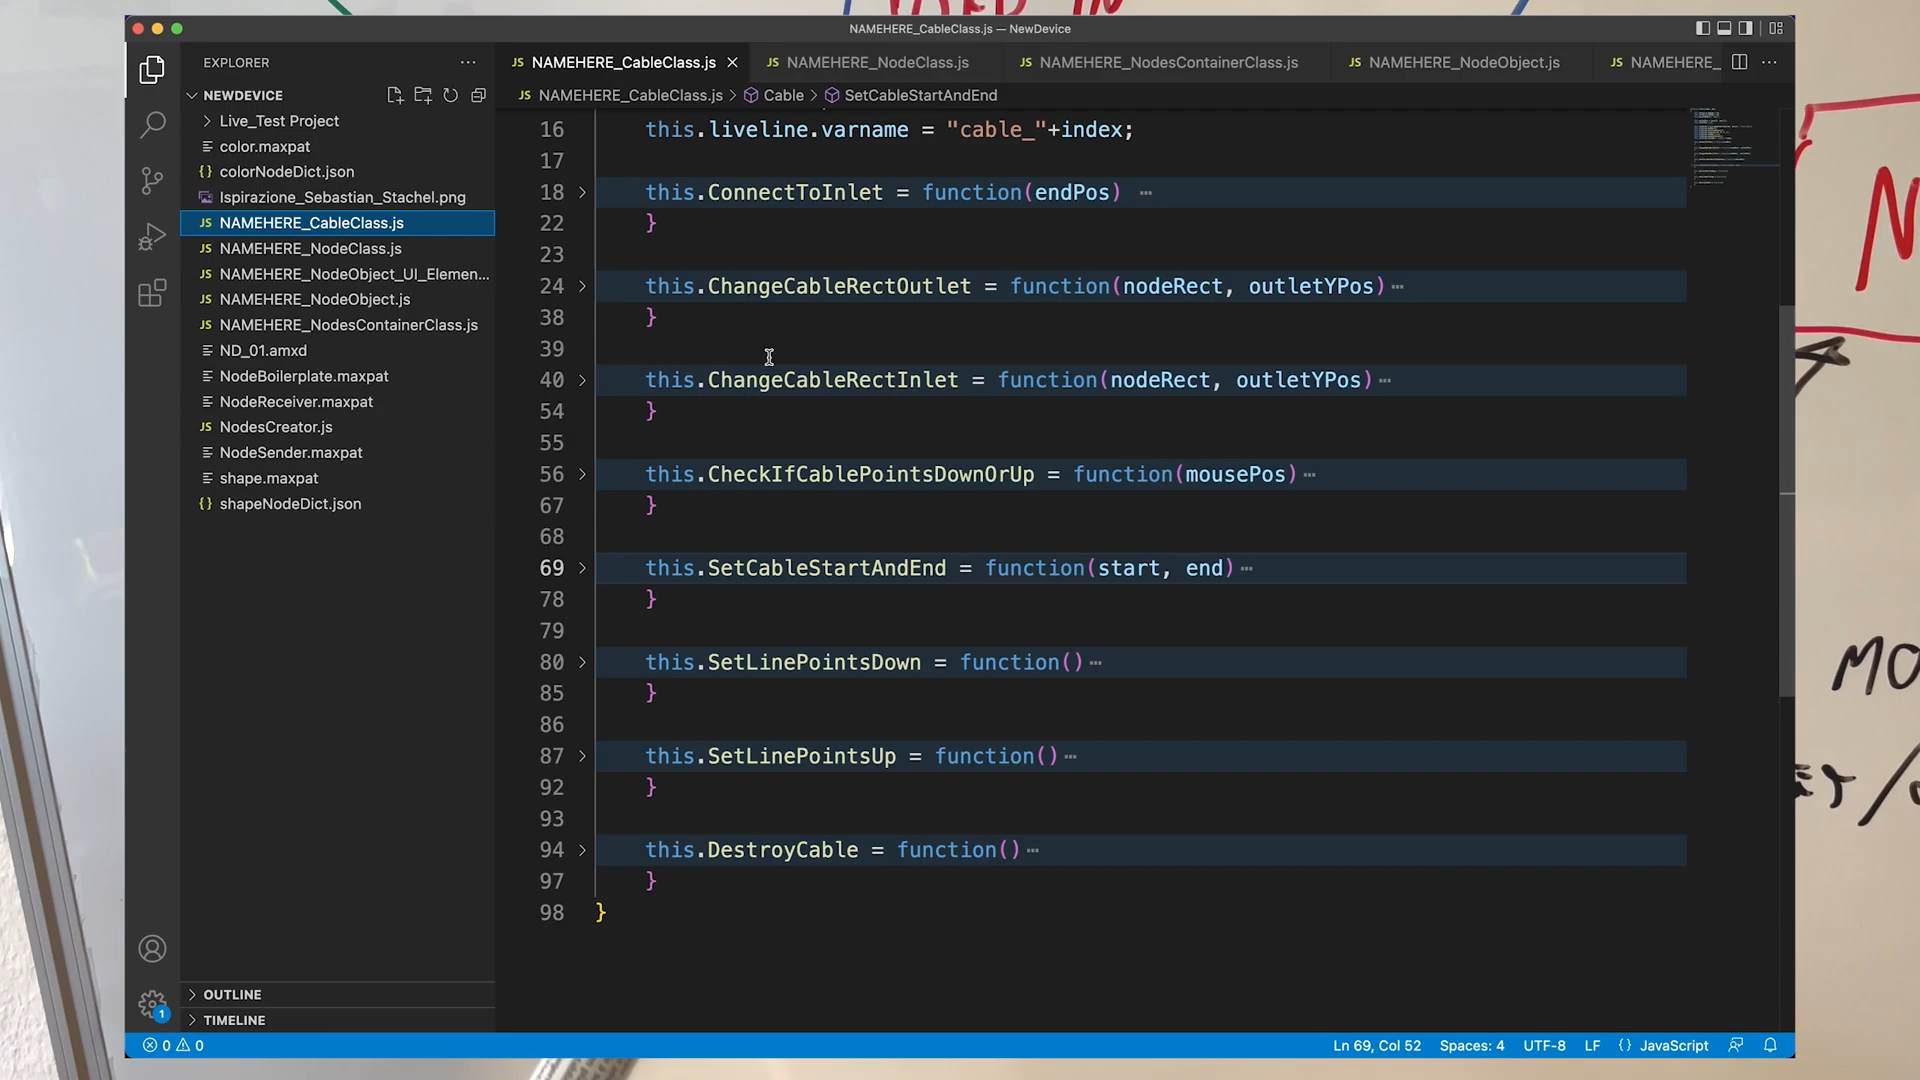 HARD IN
NAMEHERE_CableClass.js — NewDevice
EXPLORER
NAMEHERE_CableClass.js
NAMEHERE_NodeClass.js
NAMEHERE_NodesContainerClass.js
NAMEHERE_NodeObject.js
NAMEHERE_
NEWDEVICE
NAMEHERE_CableClass.js > Cable > SetCableStartAndEnd
Live_Test Project
color.maxpat
colorNodeDict.json
Ispirazione_Sebastian_Stachel.png
NAMEHERE_CableClass.js
NAMEHERE_NodeClass.js
NAMEHERE_NodeObject_UI_Elemen...
NAMEHERE_NodeObject.js
NAMEHERE_NodesContainerClass.js
ND_01.amxd
NodeBoilerplate.maxpat
NodeReceiver.maxpat
NodesCreator.js
NodeSender.maxpat
shape.maxpat
shapeNodeDict.json
OUTLINE
TIMELINE
16 this.liveline.varname = "cable_"+index;
17
18 this.ConnectToInlet = function(endPos) ...
22 }
23
24 this.ChangeCableRectOutlet = function(nodeRect, outletYPos)...
38 }
39
40 this.ChangeCableRectInlet = function(nodeRect, outletYPos)...
54 }
55
56 this.CheckIfCablePointsDownOrUp = function(mousePos)...
67 }
68
69 this.SetCableStartAndEnd = function(start, end)...
78 }
79
80 this.SetLinePointsDown = function()...
85 }
86
87 this.SetLinePointsUp = function()...
92 }
93
94 this.DestroyCable = function()...
97 }
98 }
N
MO
1
0 0
Ln 69, Col 52
Spaces: 4
UTF-8
LF
{} JavaScript